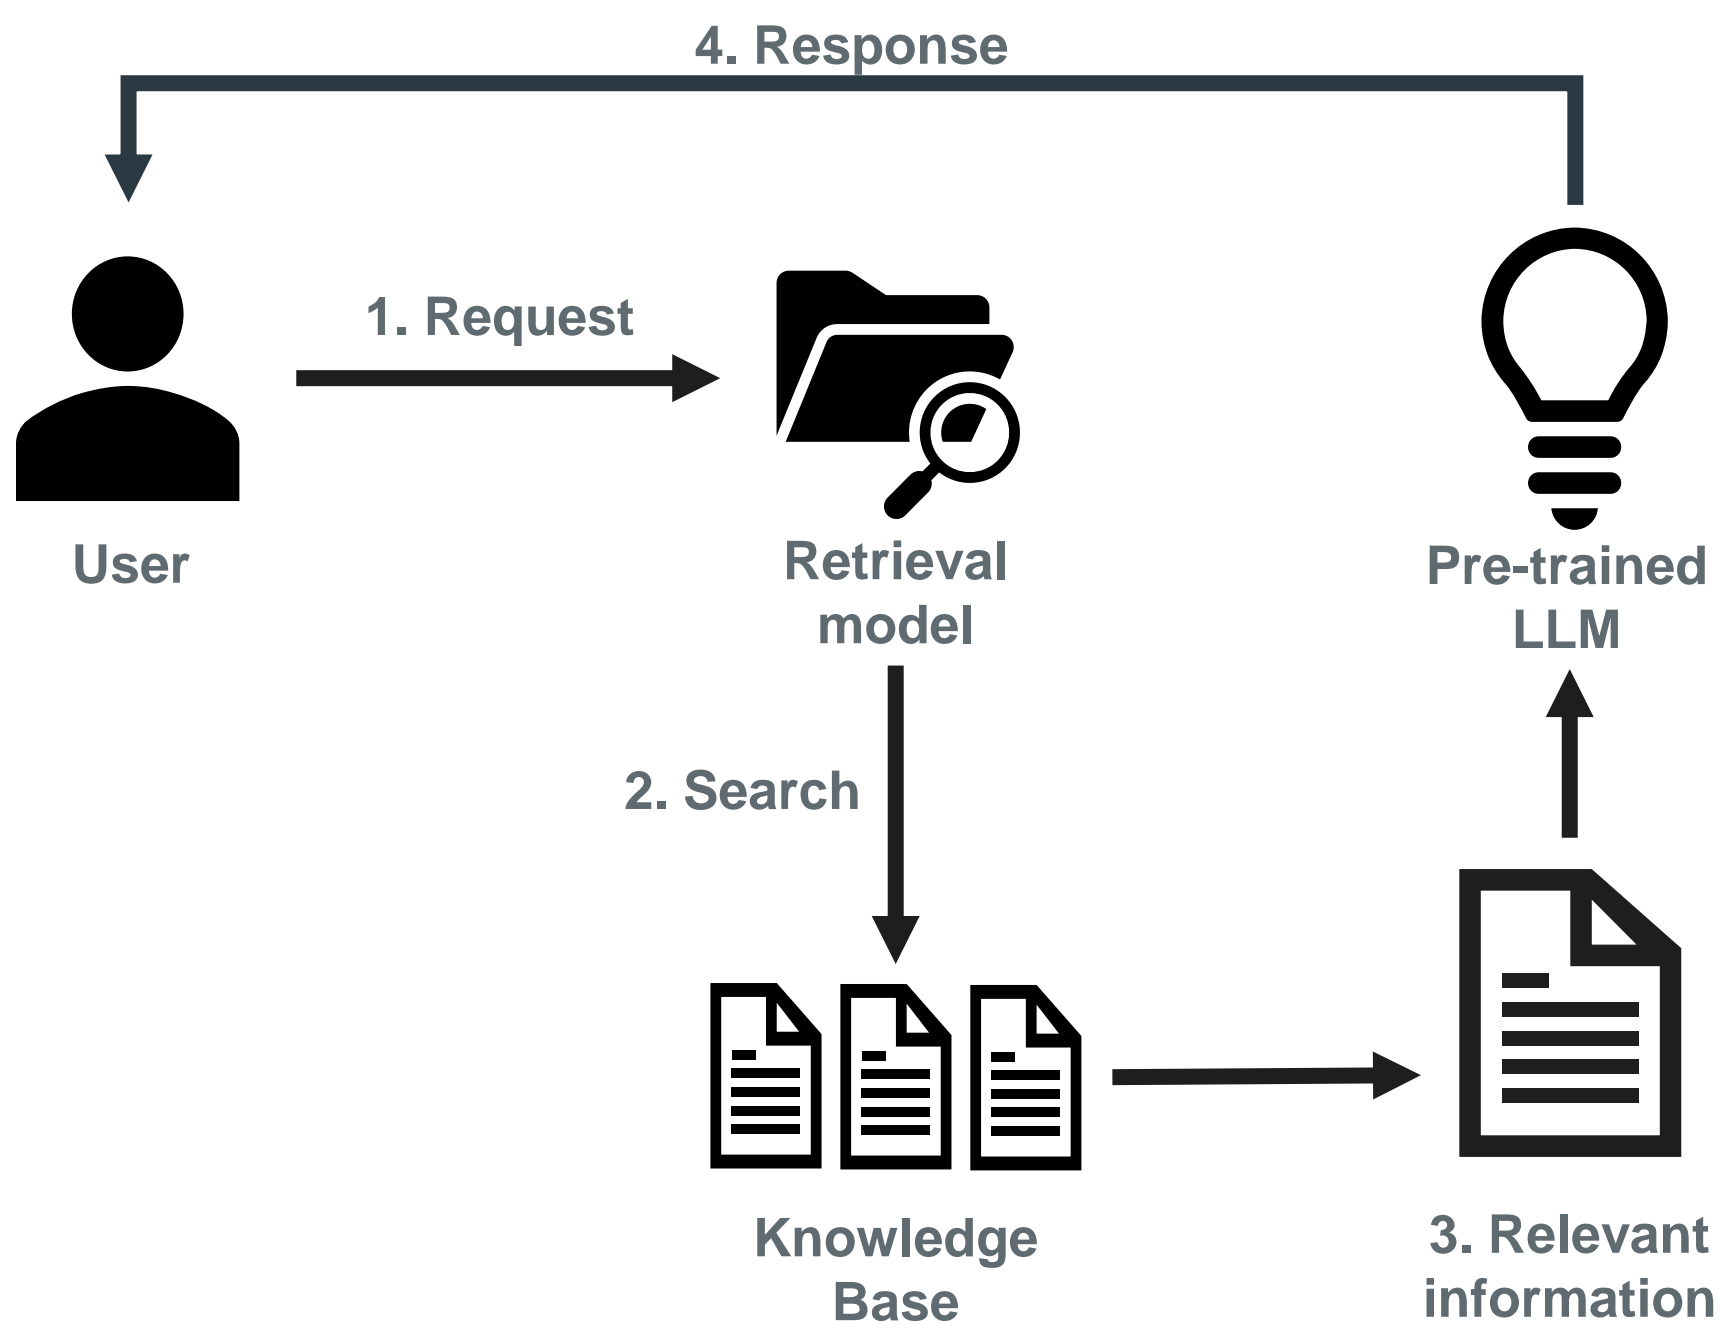 4. Response
1. Request
User
Retrieval
model
Pre-trained
LLM
2. Search
Knowledge
Base
3. Relevant
information